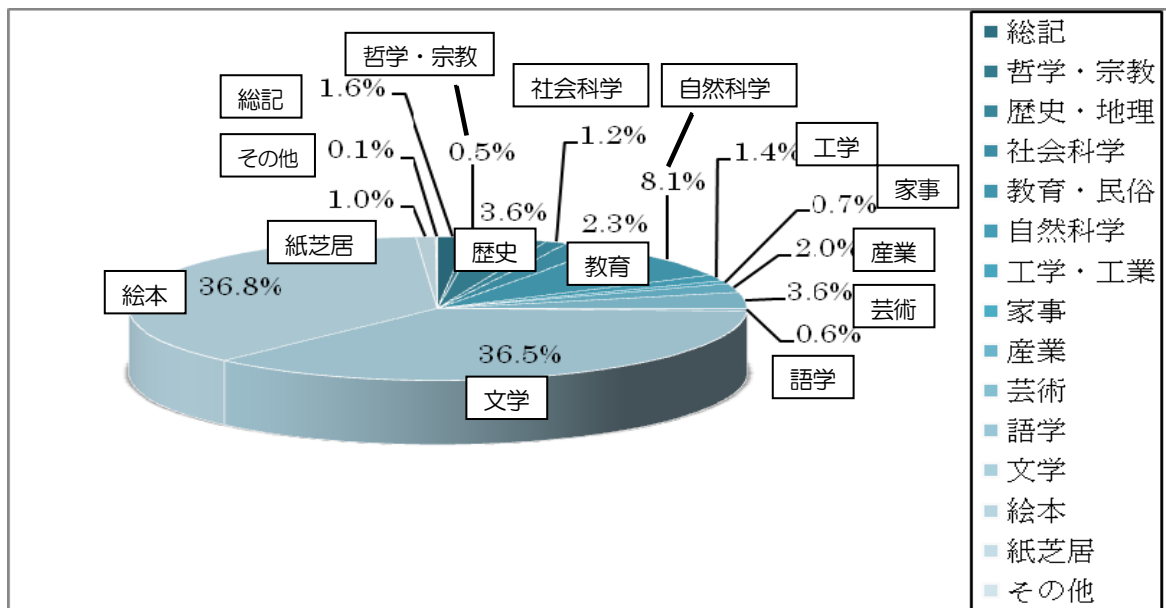 哲学・宗教
総記
1.6%
社会科学
自然科学
その他
0.1%
0.5%
1.2%
1.4%
工学
家事
紙芝居
1.0%
3.6%
歴史
2.3%
教育
8.1%
0.7%
2.0%
産業
絵本
36.8%
3.6%
芸術
0.6%
語学
36.5%
文学
総記
哲学・宗教
歴史・地理
社会科学
教育・民俗
自然科学
工学・工業
家事
産業
芸術
語学
文学
絵本
紙芝居
その他